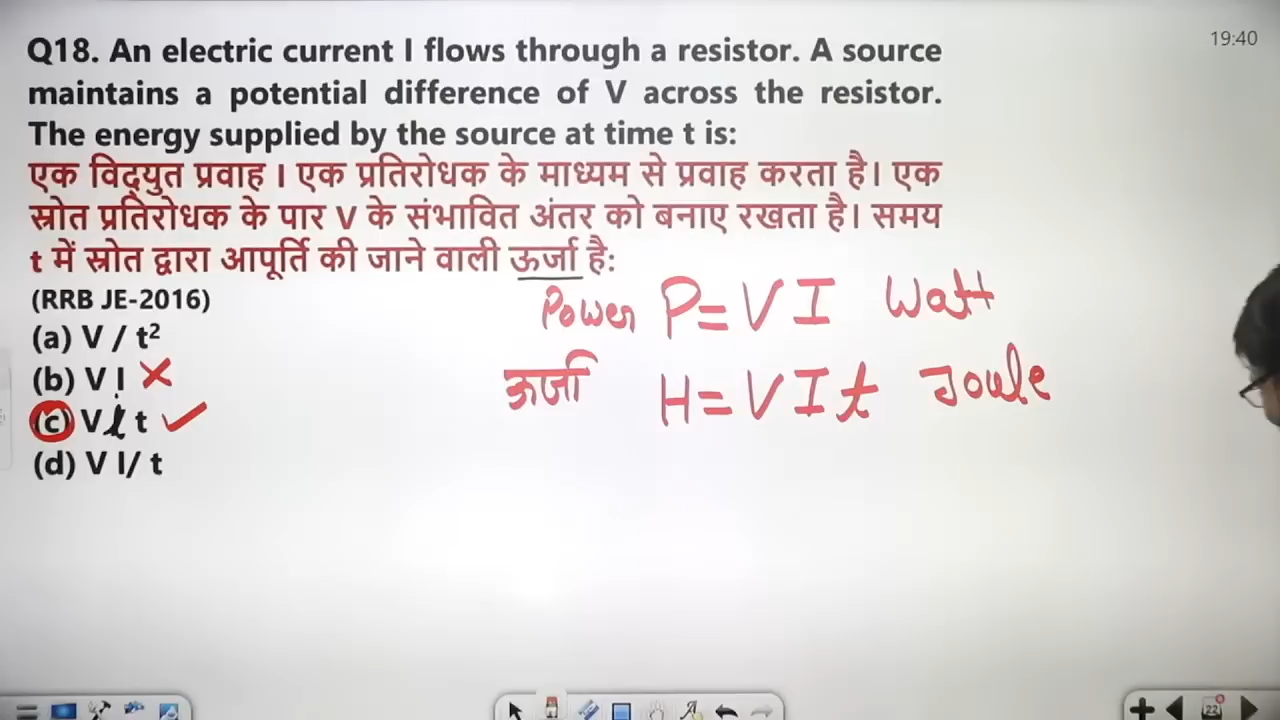 19:40
Q18. An electric current I flows through a resistor. A source
maintains a potential difference of V across the resistor.
The energy supplied by the source at time t is:
एक विद्युत प्रवाह I एक प्रतिरोधक के माध्यम से प्रवाह करता है। एक
स्रोत प्रतिरोधक के पार V के संभावित अंतर को बनाए रखता है। समय
t में स्रोत द्वारा आपूर्ति की जाने वाली ऊर्जा है:
(RRB JE-2016)
(a) V / t²
(b) V I
(c) V I t
(d) V I/ t
Power P = V I Watt
ऊर्जा H = V I t Joule
22